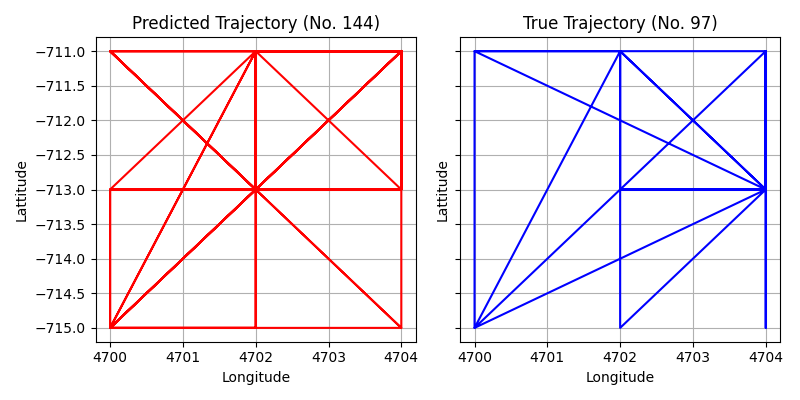 Predicted Trajectory (No. 144)
−711.0
−711.5
−712.0
−712.5
−713.0
−713.5
−714.0
−714.5
−715.0
Lattitude
4700 4701 4702 4703 4704
Longitude
True Trajectory (No. 97)
Lattitude
4700 4701 4702 4703 4704
Longitude